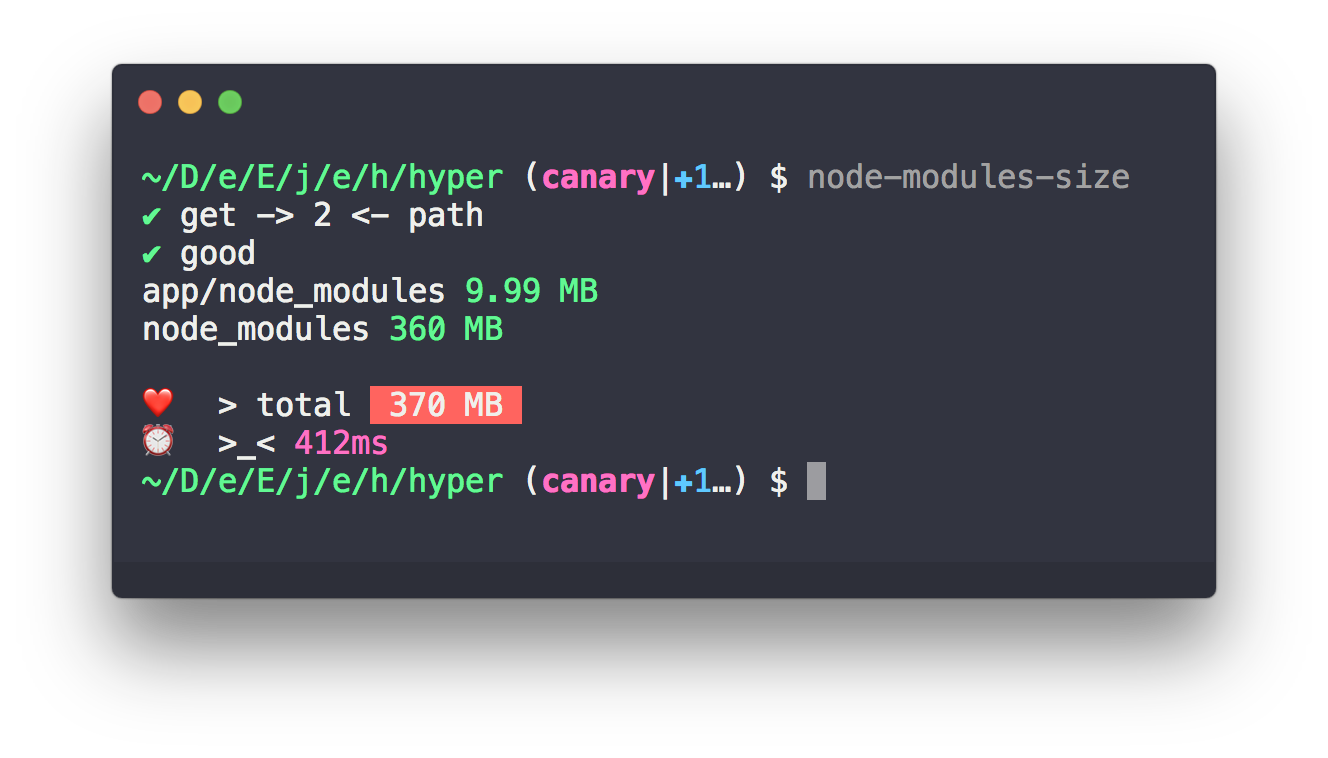 ~/D/e/E/j/e/h/hyper (canary|+1…) $ node-modules-size
✔ get -> 2 <- path
✔ good
app/node_modules 9.99 MB
node_modules 360 MB
❤️ > total 370 MB
⏰ >_< 412ms
~/D/e/E/j/e/h/hyper (canary|+1…) $